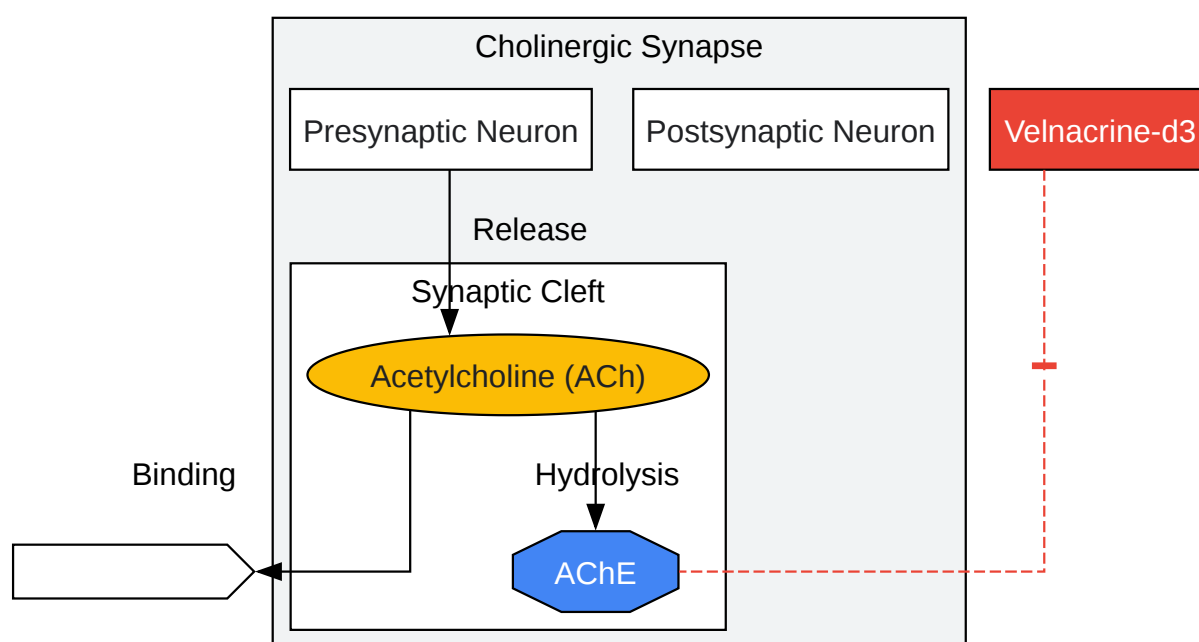 Cholinergic Synapse
Presynaptic Neuron
Postsynaptic Neuron
Velnacrine-d3
Release
Synaptic Cleft
Acetylcholine (ACh)
Binding
Hydrolysis
AChE